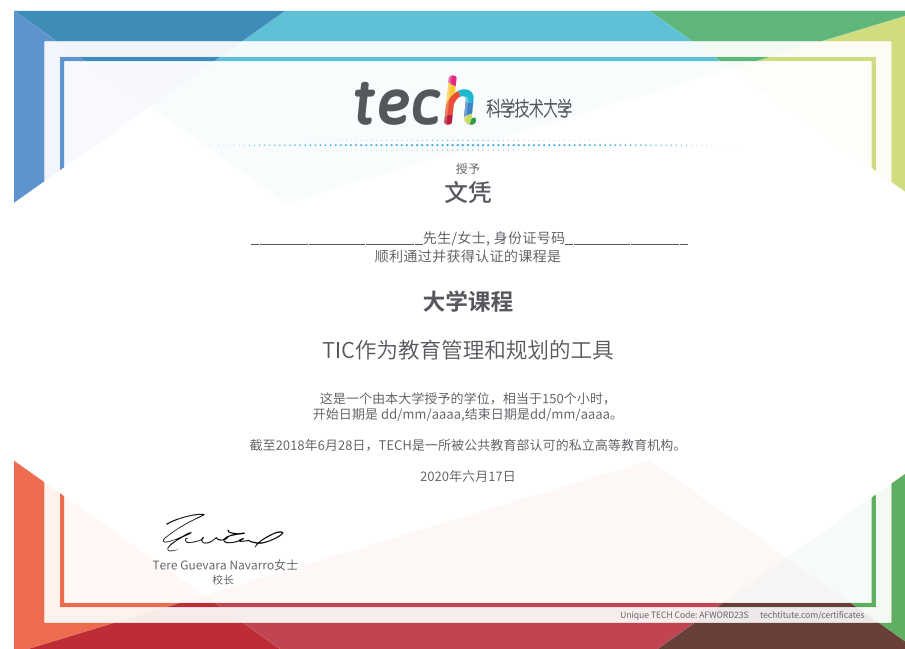 tech 科学技术大学
授予
文凭
______________________先生/女士, 身份证号码________________
顺利通过并获得认证的课程是
大学课程
TIC作为教育管理和规划的工具
这是一个由本大学授予的学位，相当于150个小时，
开始日期是 dd/mm/aaaa,结束日期是dd/mm/aaaa。
截至2018年6月28日，TECH是一所被公共教育部认可的私立高等教育机构。
2020年六月17日
Tere Guevara Navarro女士
校长
Unique TECH Code: AFWORD23S techtitute.com/certificates